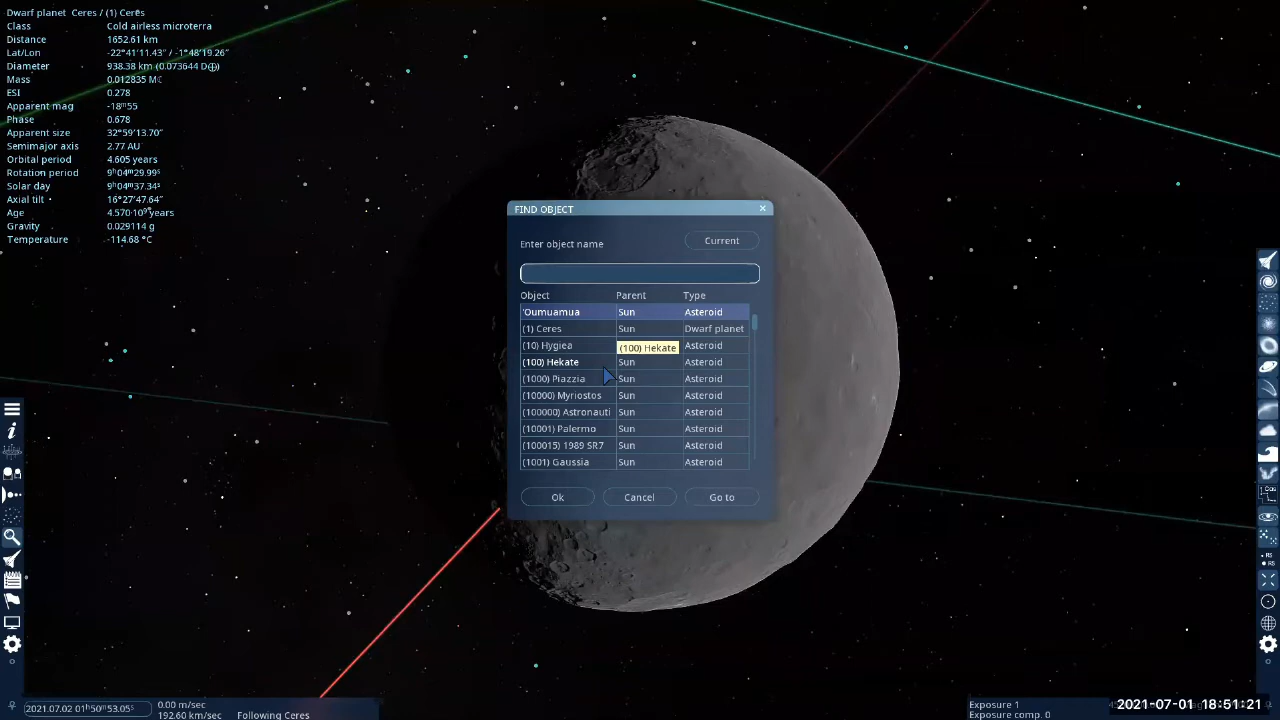 Dwarf planet Ceres / (1) Ceres
Class Cold airless microterra
Distance 1652.61 km
Lat/Lon -22°41'11.43" / -1°48'19.26"
Diameter 938.38 km (0.073644 D⊕)
Mass 0.012835 M☾
ESI 0.278
Apparent mag -18ᵐ55
Phase 0.678
Apparent size 32°59'13.70"
Semimajor axis 2.77 AU
Orbital period 4.605 years
Rotation period 9ʰ04ᵐ29.99ˢ
Solar day 9ʰ04ᵐ37.34ˢ
Axial tilt 16°27'47.64"
Age 4.570·10⁹years
Gravity 0.029114 g
Temperature -114.68 °C
FIND OBJECT
Enter object name Current
Object Parent Type
'Oumuamua Sun Asteroid
(1) Ceres Sun Dwarf planet
(10) Hygiea Asteroid
(100) Hekate
(100) Hekate Sun Asteroid
(1000) Piazzia Sun Asteroid
(10000) Myriostos Sun Asteroid
(100000) Astronauti Sun Asteroid
(10001) Palermo Sun Asteroid
(100015) 1989 SR7 Sun Asteroid
(1001) Gaussia Sun Asteroid
Ok Cancel Go to
2021.07.02 01ʰ50ᵐ53.05ˢ
0.00 m/sec
192.60 km/sec Following Ceres
Exposure 1
Exposure comp. 0
2021-07-01 18:51:21